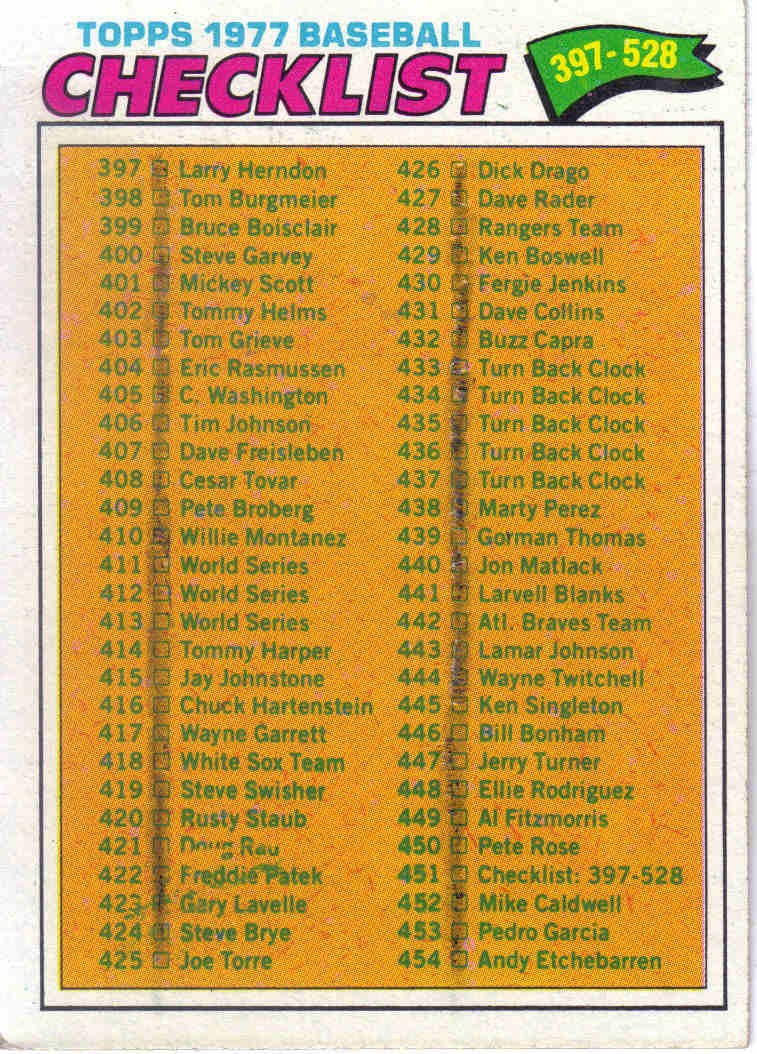 TOPPS 1977 BASEBALL
CHECKLIST
397-528
397 Larry Herndon
398 Tom Burgmeier
399 Bruce Boisclair
400 Steve Garvey
401 Mickey Scott
402 Tommy Helms
403 Tom Grieve
404 Eric Rasmussen
405 C. Washington
406 Tim Johnson
407 Dave Freisleben
408 Cesar Tovar
409 Pete Broberg
410 Willie Montanez
411 World Series
412 World Series
413 World Series
414 Tommy Harper
415 Jay Johnstone
416 Chuck Hartenstein
417 Wayne Garrett
418 White Sox Team
419 Steve Swisher
420 Rusty Staub
421 Doug Rau
422 Freddie Patek
423 Gary Lavelle
424 Steve Brye
425 Joe Torre
426 Dick Drago
427 Dave Rader
428 Rangers Team
429 Ken Boswell
430 Fergie Jenkins
431 Dave Collins
432 Buzz Capra
433 Turn Back Clock
434 Turn Back Clock
435 Turn Back Clock
436 Turn Back Clock
437 Turn Back Clock
438 Marty Perez
439 Gorman Thomas
440 Jon Matlack
441 Larvell Blanks
442 Atl. Braves Team
443 Lamar Johnson
444 Wayne Twitchell
445 Ken Singleton
446 Bill Bonham
447 Jerry Turner
448 Ellie Rodriguez
449 Al Fitzmorris
450 Pete Rose
451 Checklist: 397-528
452 Mike Caldwell
453 Pedro Garcia
454 Andy Etchebarren